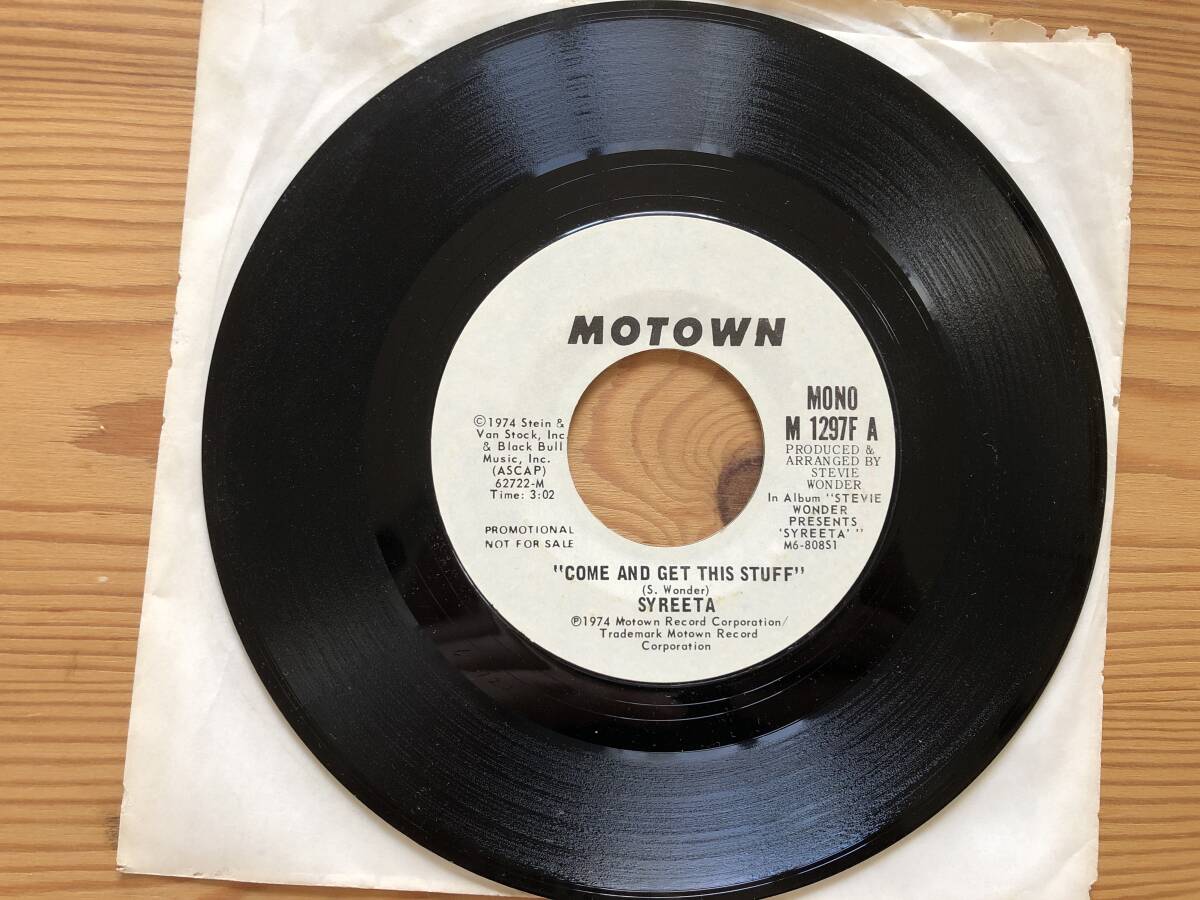 MOTOWN
©1974 Stein &
Van Stock, Inc
& Black Bull
Music, Inc.
(ASCAP)
62722-M
Time: 3:02
PROMOTIONAL
NOT FOR SALE
MONO
M 1297F A
PRODUCED &
ARRANGED BY
STEVIE
WONDER
In Album "STEVIE
WONDER
PRESENTS
'SYREETA' "
M6-808S1
"COME AND GET THIS STUFF"
(S. Wonder)
SYREETA
℗1974 Motown Record Corporation/
Trademark Motown Record
Corporation